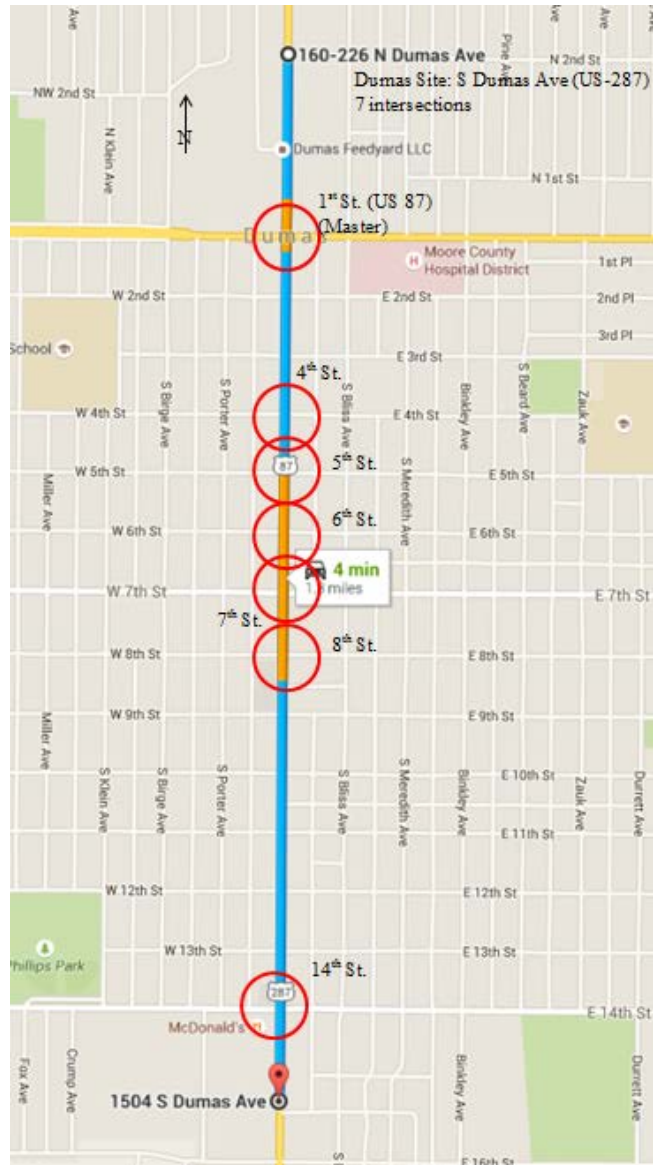 Ave
Ave
160-226 N Dumas Ave
Pine Ave
N 2nd St
Dumas Site: S Dumas Ave (US-287)
7 intersections
NW 2nd St
N
N Klein Ave
Dumas Feedyard LLC
N 1st St
1st St. (US 87)
(Master)
Dumas
Moore County
Hospital District
H
1st Pl
W 2nd St
E 2nd St
2nd Pl
3rd Pl
School
E 3rd St
4th St.
S Birge Ave
S Porter Ave
S Bliss Ave
Binkley Ave
S Beard Ave
Zauk Ave
W 4th St
E 4th St
87
5th St.
W 5th St
E 5th St
Miller Ave
S Meredith Ave
6th St.
W 6th St
E 6th St
4 min
miles
W 7th St
E 7th St
7th St.
8th St.
W 8th St
E 8th St
W 9th St
E 9th St
Miller Ave
S Klein Ave
S Birge Ave
S Porter Ave
S Bliss Ave
S Meredith Ave
Binkley Ave
Zauk Ave
Durrett Ave
E 10th St
E 11th St
W 12th St
E 12th St
W 13th St
E 13th St
Phillips Park
14th St.
287
E 14th St
McDonald's
Fox Ave
Crump Ave
Binkley Ave
Durrett Ave
1504 S Dumas Ave
E 16th St